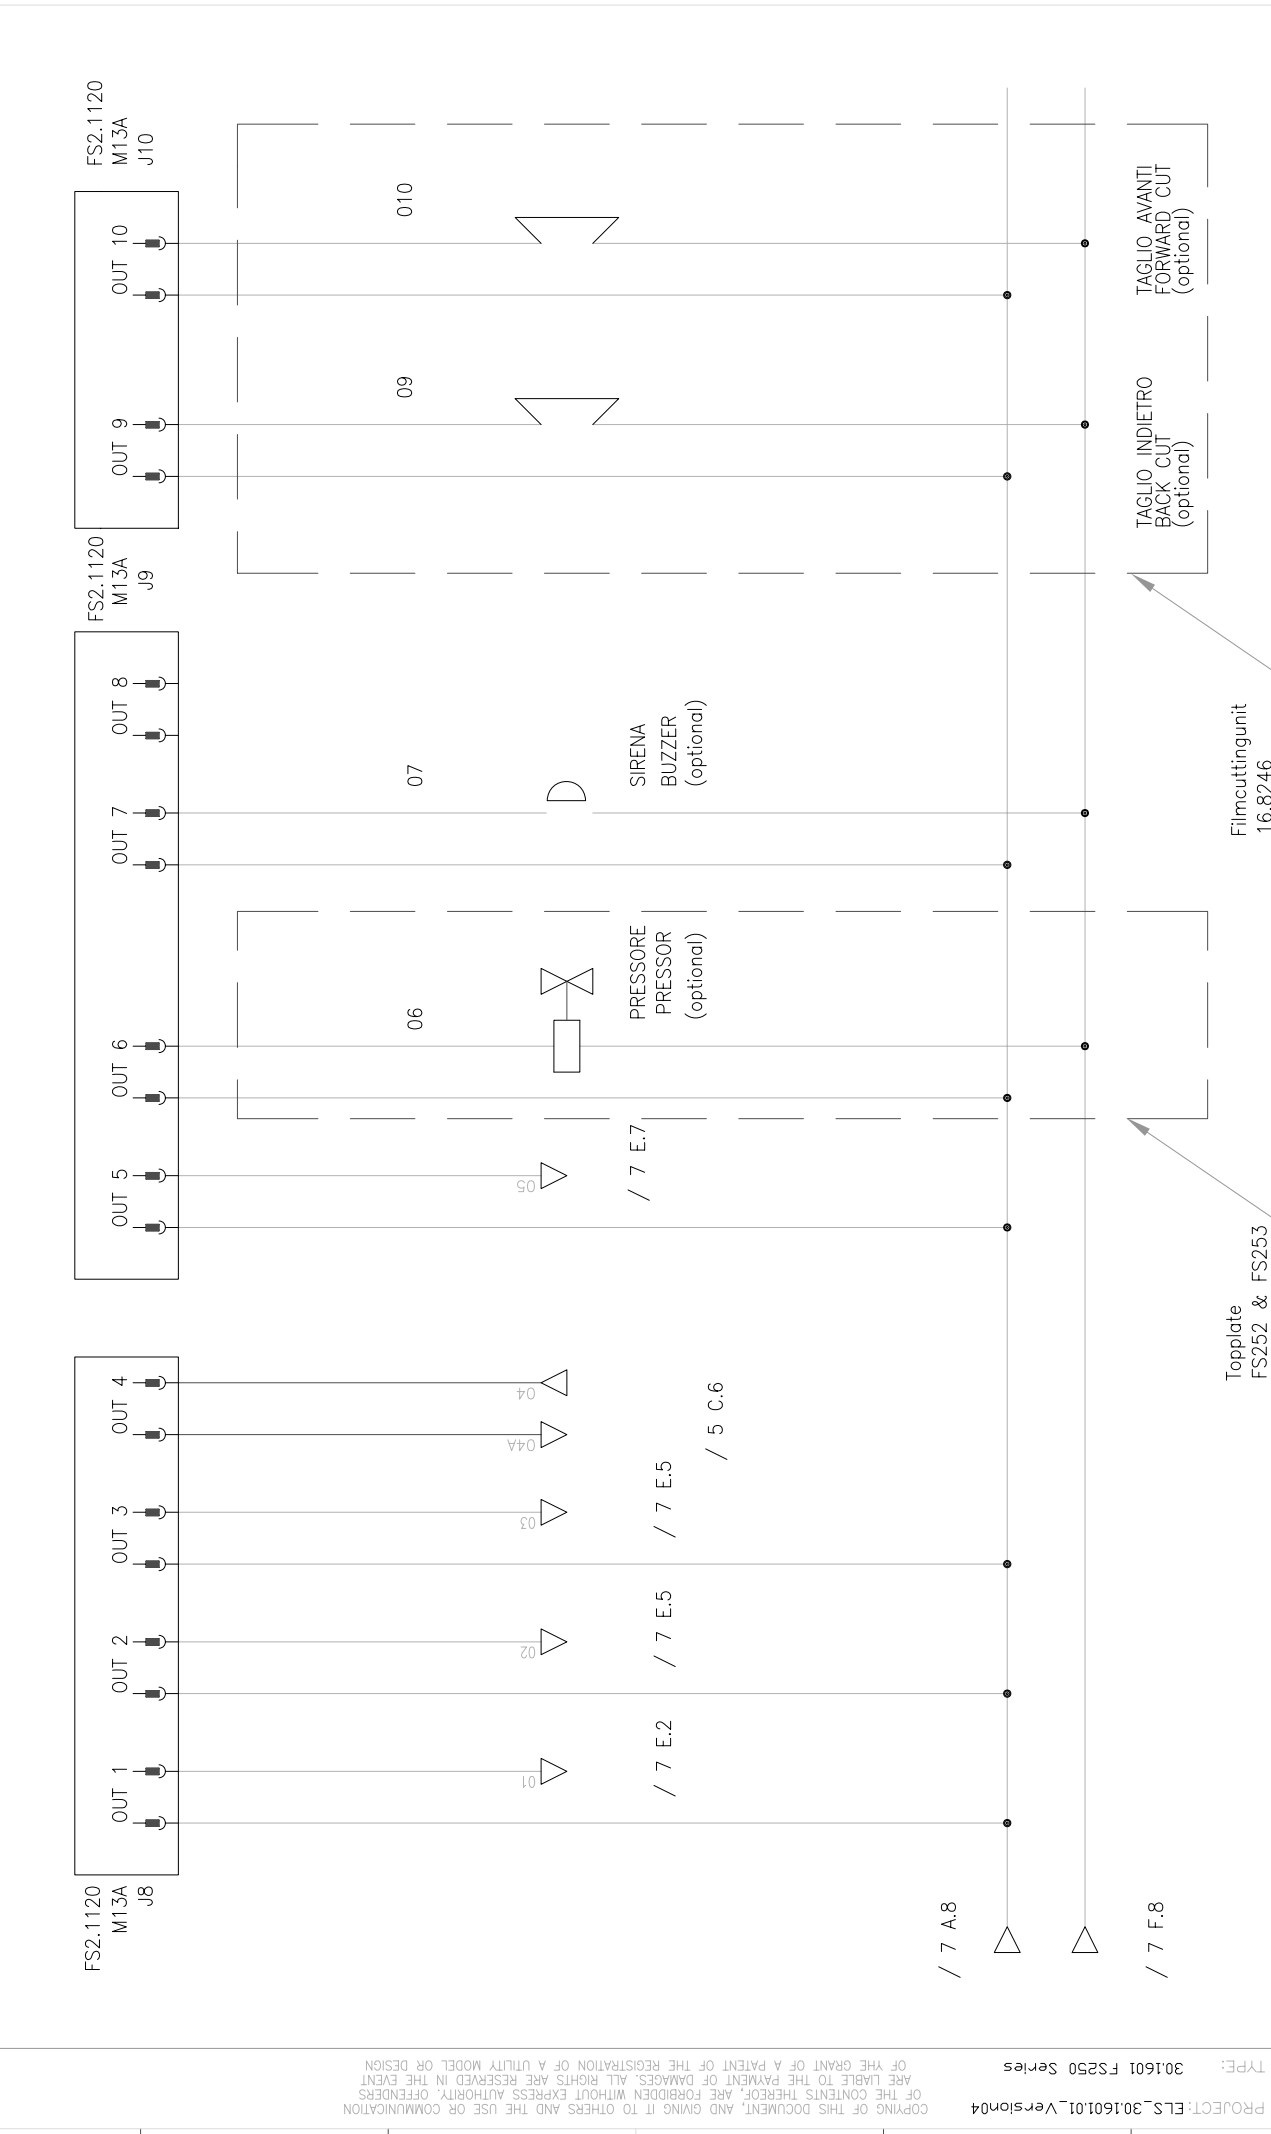 FS2.1120
M13A
J8
OUT 1
OUT 2
OUT 3
OUT 4
01
02
03
04A
04
/ 7 E.2
/ 7 E.5
/ 7 E.5
/ 5 C.6
/ 7 A.8
/ 7 F.8
FS2.1120
M13A
J9
OUT 5
OUT 6
OUT 7
OUT 8
05
06
07
/ 7 E.7
PRESSORE
PRESSOR
(optional)
SIRENA
BUZZER
(optional)
Topplate
FS252 & FS253
FS2.1120
M13A
J10
OUT 9
OUT 10
09
010
TAGLIO INDIETRO
BACK CUT
(optional)
TAGLIO AVANTI
FORWARD CUT
(optional)
Filmcuttingunit
16.8246
PROJECT: ELS_30.1601.01_Version04
TYPE: 30.1601 FS250 Series
COPYING OF THIS DOCUMENT, AND GIVING IT TO OTHERS AND THE USE OR COMMUNICATION
OF THE CONTENTS THEREOF, ARE FORBIDDEN WITHOUT EXPRESS AUTHORITY. OFFENDERS
ARE LIABLE TO THE PAYMENT OF DAMAGES. ALL RIGHTS ARE RESERVED IN THE EVENT
OF YHE GRANT OF A PATENT OF THE REGISTRATION OF A UTILITY MODEL OR DESIGN